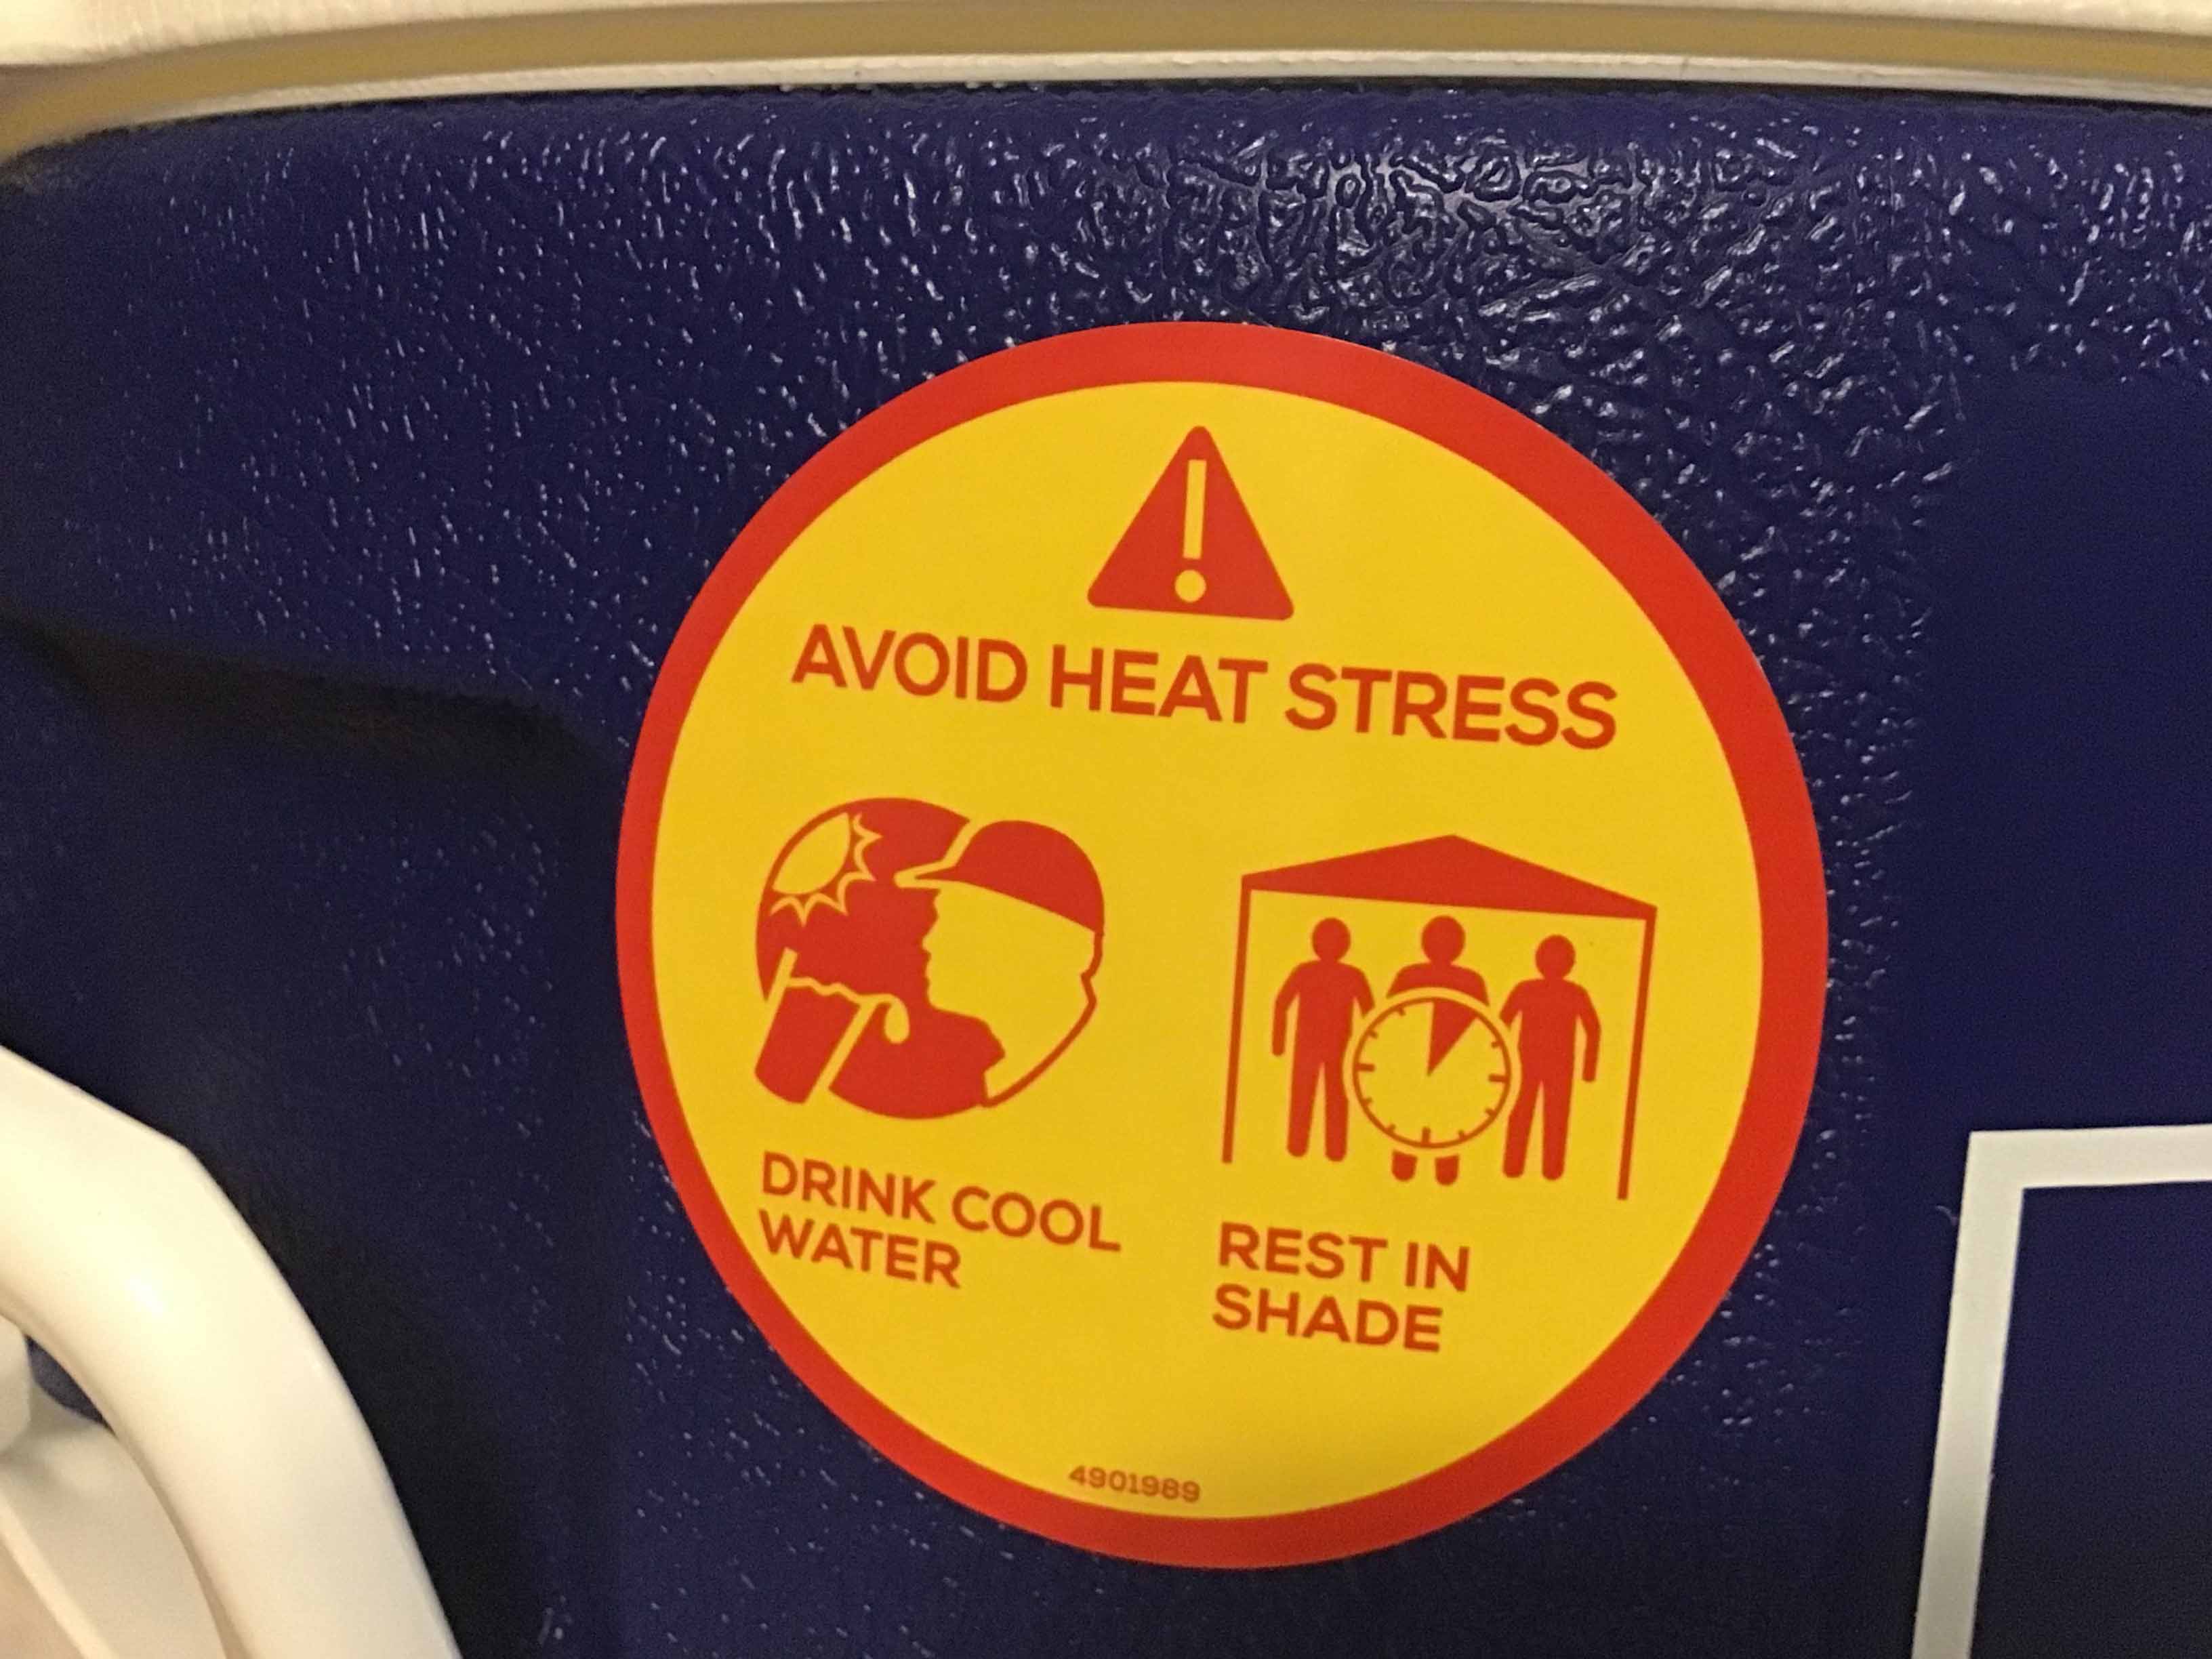 AVOID HEAT STRESS
DRINK COOL
WATER
REST IN
SHADE
4901989